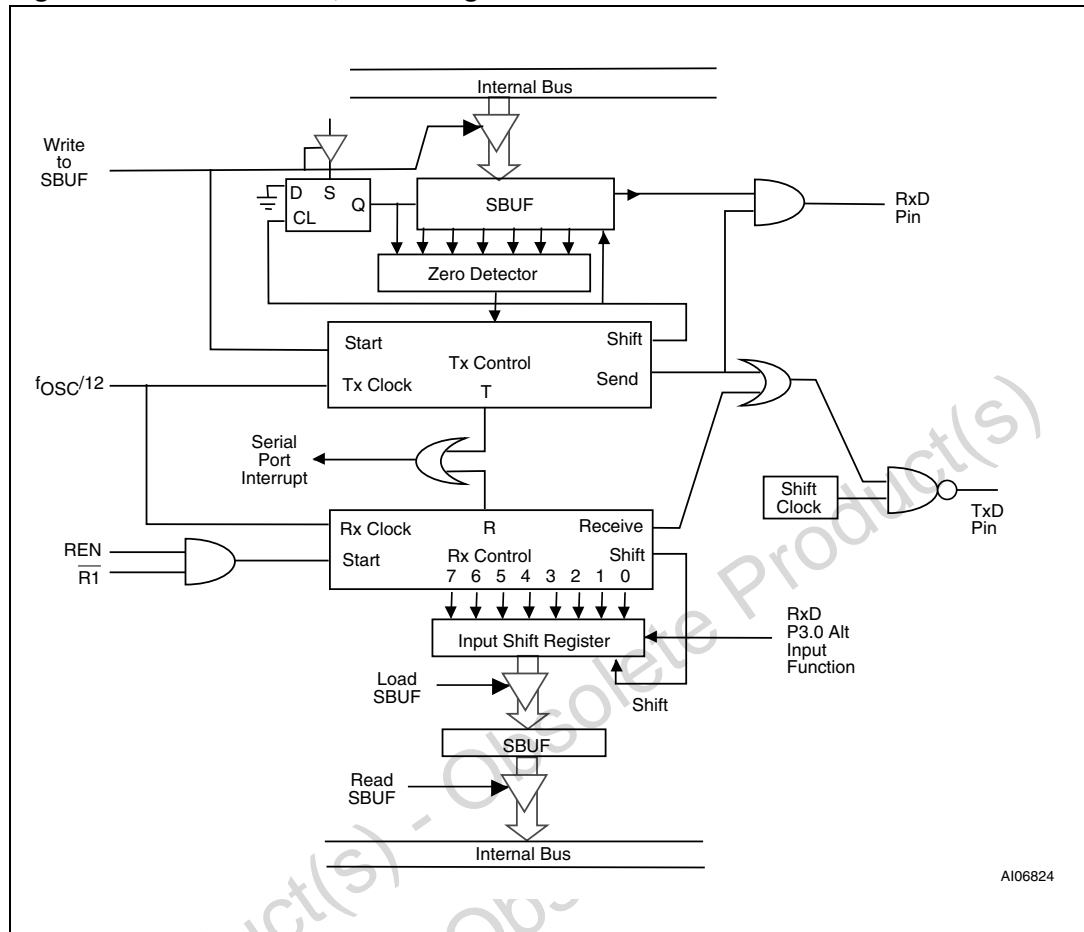 Internal Bus
Write
to
SBUF
D S
Q
CL
SBUF
RxD
Pin
Zero Detector
Start
Shift
Tx Control
fOSC/12
Tx Clock
Send
T
Serial
Port
Interrupt
Shift
Clock
TxD
Pin
Rx Clock
R
Receive
REN
R1
Start
Rx Control
Shift
7 6 5 4 3 2 1 0
RxD
P3.0 Alt
Input
Function
Input Shift Register
Load
SBUF
Shift
SBUF
Read
SBUF
Internal Bus
AI06824
uct(s) - Obsolete Product(s)